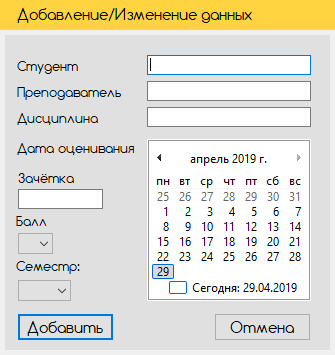 Добавление/Изменение данных
Студент
Преподаватель
Дисциплина
Дата оценивания
апрель 2019 г.
пн вт ср чт пт сб вс
25 26 27 28 29 30 31
1 2 3 4 5 6 7
8 9 10 11 12 13 14
15 16 17 18 19 20 21
22 23 24 25 26 27 28
29
Сегодня: 29.04.2019
Зачётка
Балл
Семестр:
Добавить
Отмена